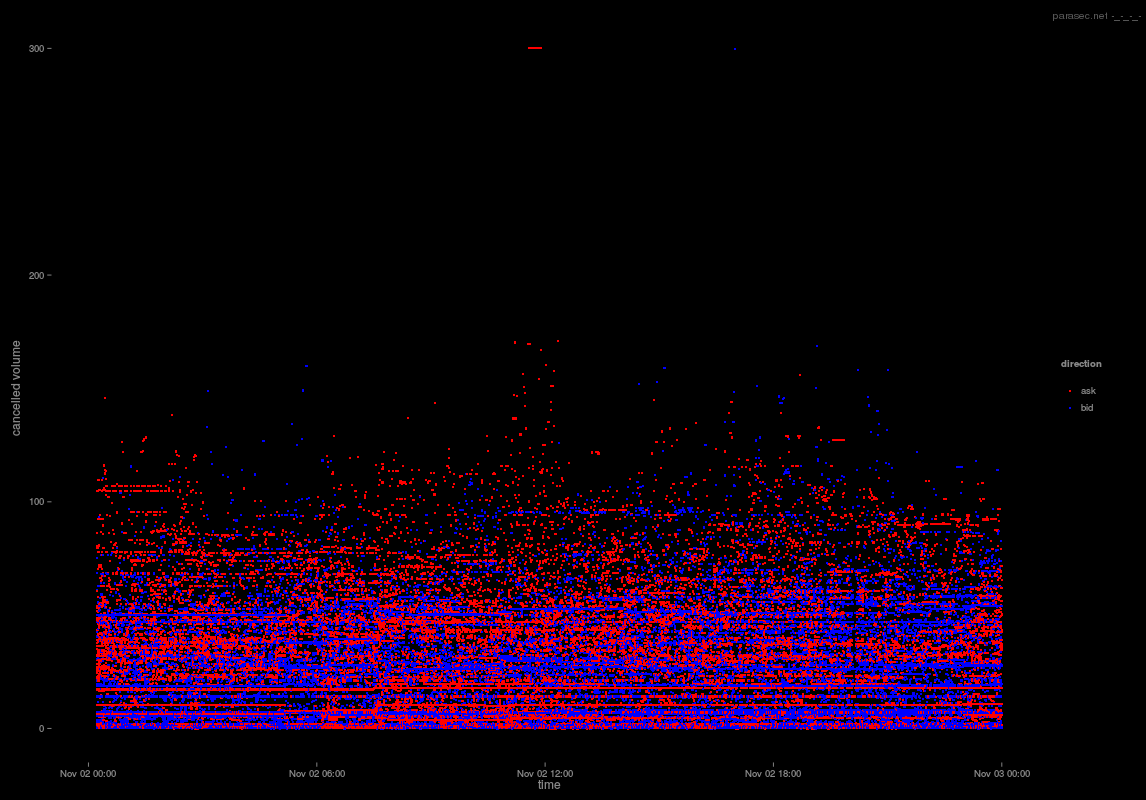 parasec.net -_-_-_-
300
200
100
0
cancelled volume
Nov 02 00:00
Nov 02 06:00
Nov 02 12:00
Nov 02 18:00
Nov 03 00:00
time
direction
ask
bid